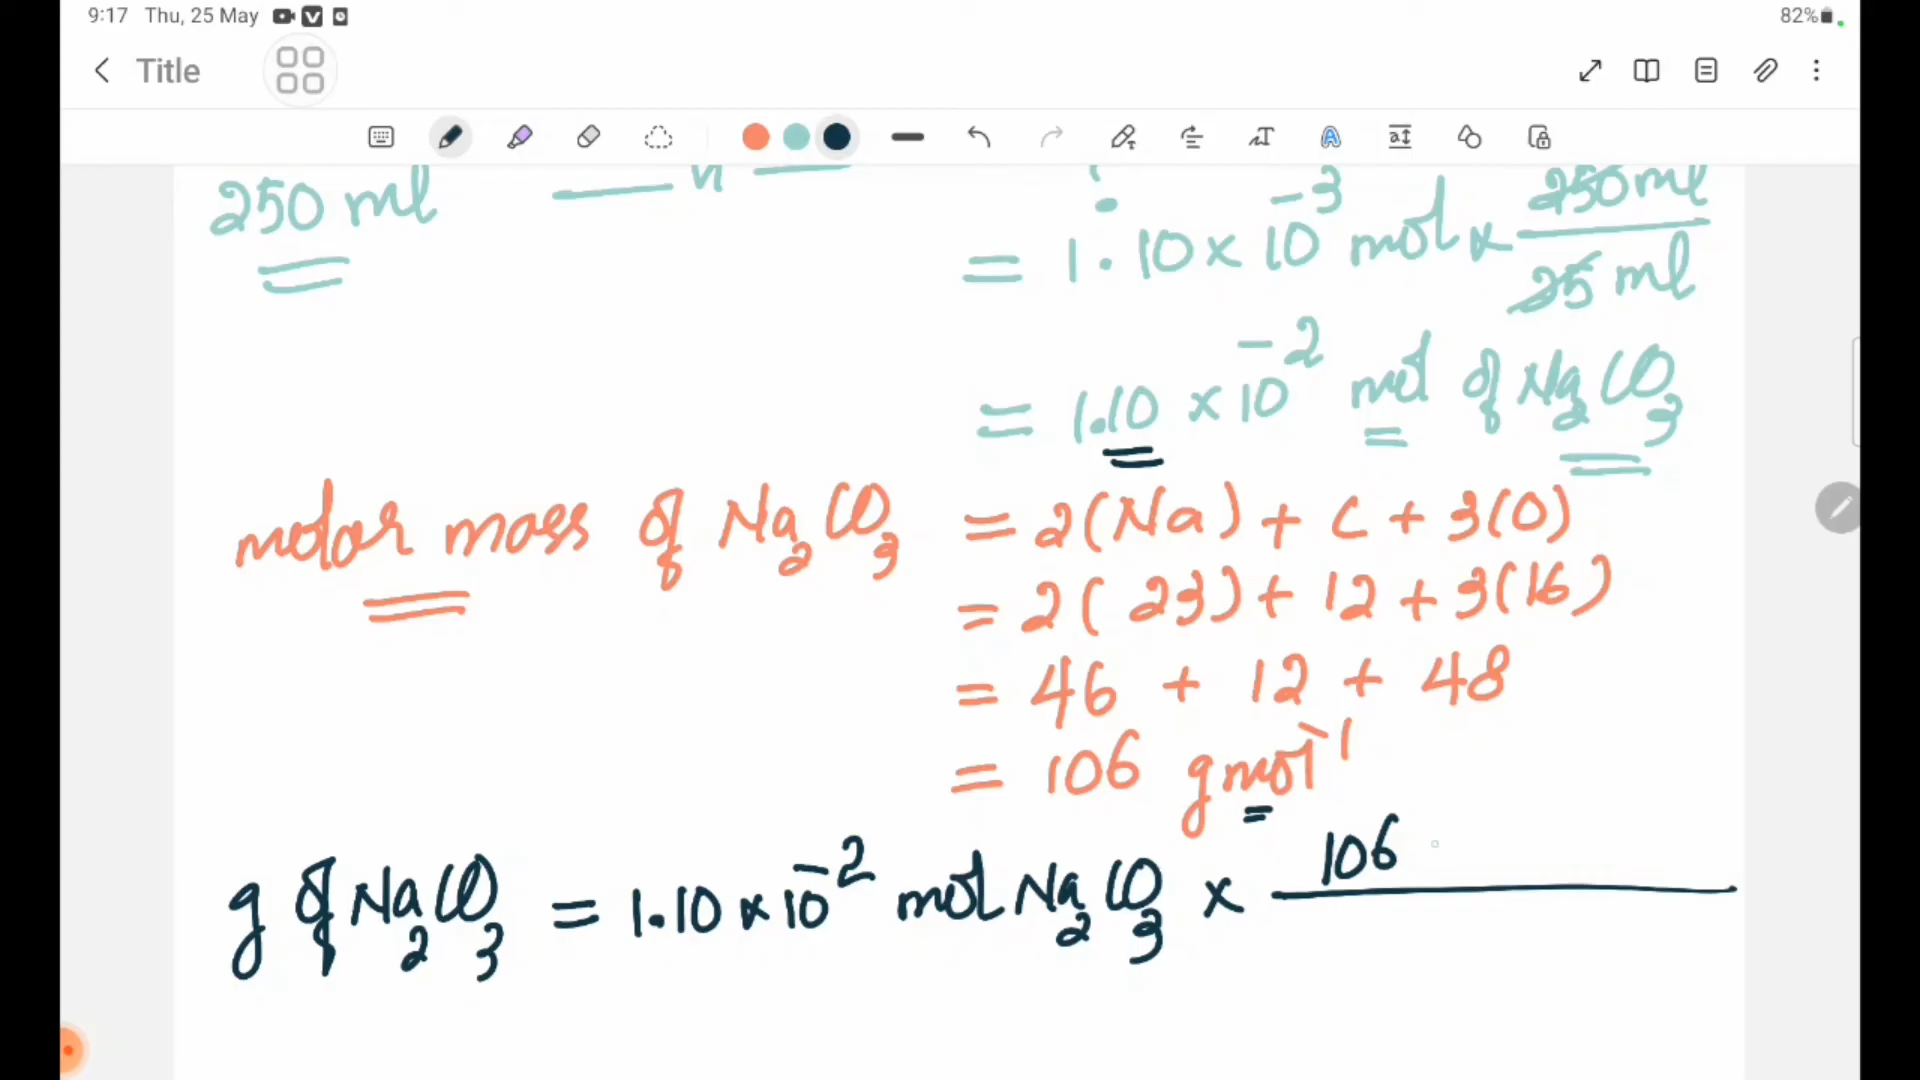 9:17 Thu, 25 May 82%
Title
250 ml
= 1.10 x 10⁻³ mol x 250 ml / 25 ml
= 1.10 x 10⁻² mol of Na₂CO₃
molar mass of Na₂CO₃ = 2(Na) + C + 3(O)
= 2(23) + 12 + 3(16)
= 46 + 12 + 48
= 106 gmol⁻¹
g of Na₂CO₃ = 1.10 x 10⁻² mol Na₂CO₃ x 106